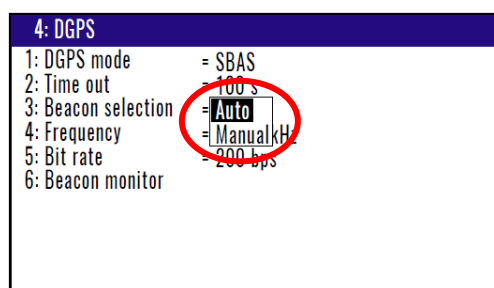 4: DGPS
1: DGPS mode = SBAS
2: Time out = 100 s
3: Beacon selection = Auto
4: Frequency = Manual kHz
5: Bit rate = 200 bps
6: Beacon monitor